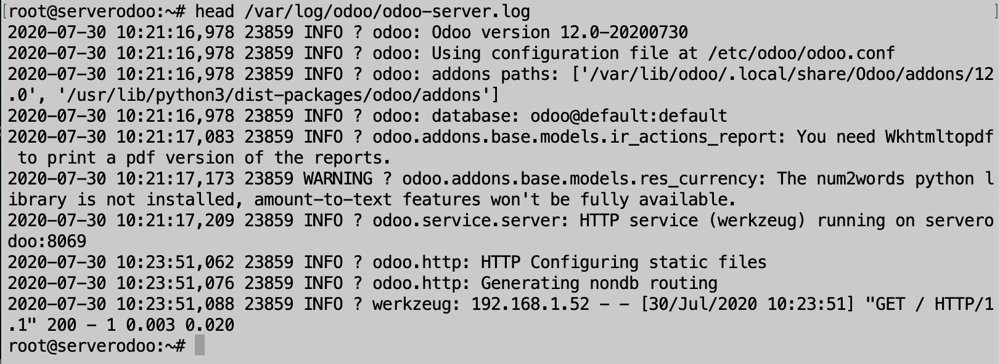 [root@serverodoo:~# head /var/log/odoo/odoo-server.log ]
2020-07-30 10:21:16,978 23859 INFO ? odoo: Odoo version 12.0-20200730
2020-07-30 10:21:16,978 23859 INFO ? odoo: Using configuration file at /etc/odoo/odoo.conf
2020-07-30 10:21:16,978 23859 INFO ? odoo: addons paths: ['/var/lib/odoo/.local/share/Odoo/addons/12
.0', '/usr/lib/python3/dist-packages/odoo/addons']
2020-07-30 10:21:16,978 23859 INFO ? odoo: database: odoo@default:default
2020-07-30 10:21:17,083 23859 INFO ? odoo.addons.base.models.ir_actions_report: You need Wkhtmltopdf
 to print a pdf version of the reports.
2020-07-30 10:21:17,173 23859 WARNING ? odoo.addons.base.models.res_currency: The num2words python l
ibrary is not installed, amount-to-text features won't be fully available.
2020-07-30 10:21:17,209 23859 INFO ? odoo.service.server: HTTP service (werkzeug) running on servero
doo:8069
2020-07-30 10:23:51,062 23859 INFO ? odoo.http: HTTP Configuring static files
2020-07-30 10:23:51,076 23859 INFO ? odoo.http: Generating nondb routing
2020-07-30 10:23:51,088 23859 INFO ? werkzeug: 192.168.1.52 - - [30/Jul/2020 10:23:51] "GET / HTTP/1
.1" 200 - 1 0.003 0.020
root@serverodoo:~#